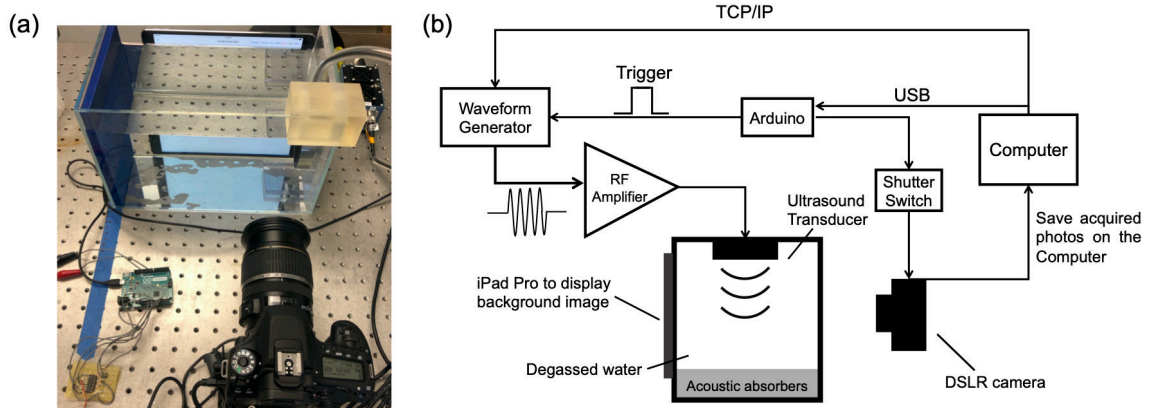 (a)
(b)
TCP/IP
Trigger
USB
Waveform
Generator
Arduino
Computer
RF
Amplifier
Shutter
Switch
Ultrasound
Transducer
Save acquired
photos on the
Computer
iPad Pro to display
background image
Degassed water
Acoustic absorbers
DSLR camera